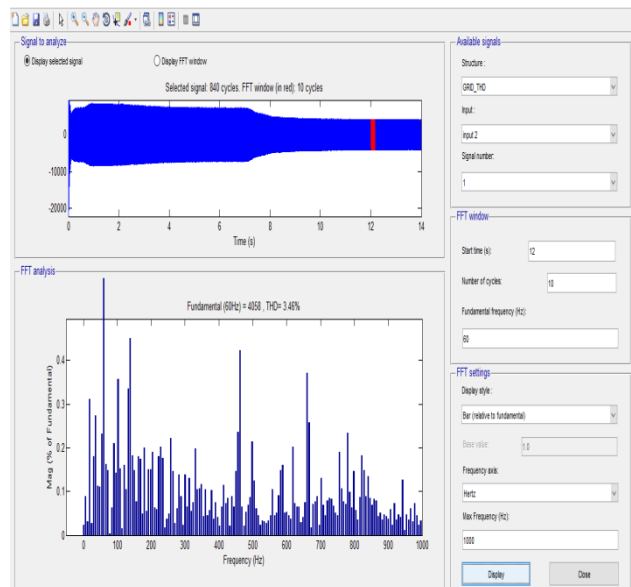 Signal to analyze
Display selected signal
Display FFT window
Selected signal: 840 cycles. FFT window (in red): 10 cycles
0
-10000
-20000
0 2 4 6 8 10 12 14
Time (s)
FFT analysis
Fundamental (60Hz) = 4058 , THD= 3.46%
Mag (% of Fundamental)
0.4
0.3
0.2
0.1
0
0 100 200 300 400 500 600 700 800 900 1000
Frequency (Hz)
Available signals
Structure :
GRID_THD
Input :
input 2
Signal number:
1
FFT window
Start time (s):
12
Number of cycles:
10
Fundamental frequency (Hz):
60
FFT settings
Display style :
Bar (relative to fundamental)
Base value:
1.0
Frequency axis:
Hertz
Max Frequency (Hz):
1000
Display
Close